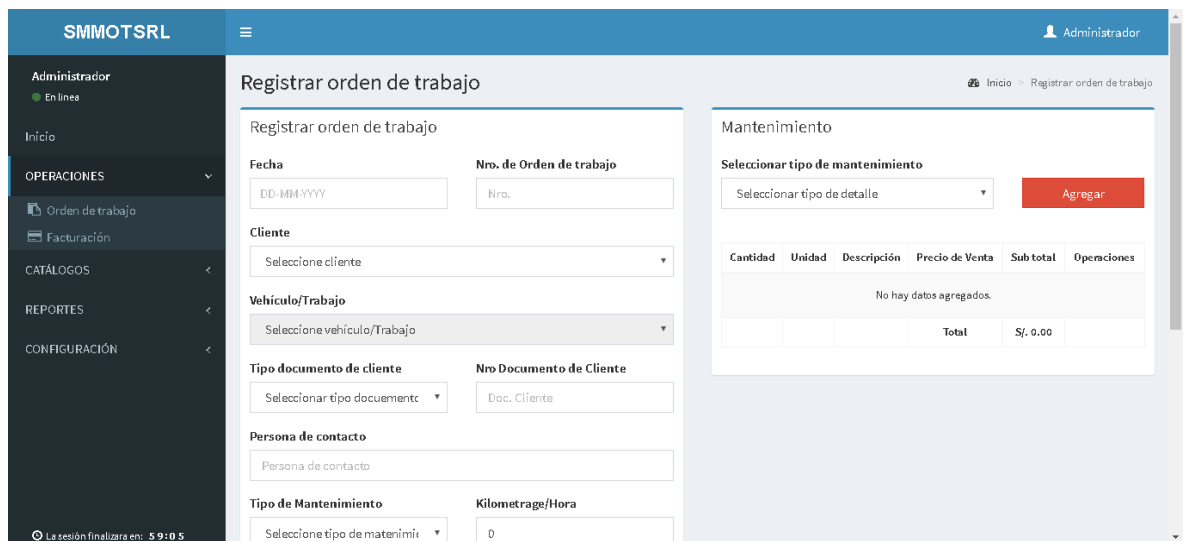 SMMOTSRL
Administrador
Administrador
En linea
Inicio
OPERACIONES
Orden de trabajo
Facturación
CATÁLOGOS
REPORTES
CONFIGURACIÓN
La sesión finalizara en: 59:05
Registrar orden de trabajo
Inicio > Registrar orden de trabajo
Registrar orden de trabajo
Fecha Nro. de Orden de trabajo
DD-MM-YYYY Nro.
Cliente
Seleccione cliente
Vehículo/Trabajo
Seleccione vehículo/Trabajo
Tipo documento de cliente Nro Documento de Cliente
Seleccionar tipo docuemento Doc. Cliente
Persona de contacto
Persona de contacto
Tipo de Mantenimiento Kilometrage/Hora
Seleccione tipo de matenimi 0
Mantenimiento
Seleccionar tipo de mantenimiento
Seleccionar tipo de detalle Agregar
Cantidad Unidad Descripción Precio de Venta Sub total Operaciones
No hay datos agregados.
Total S/. 0.00